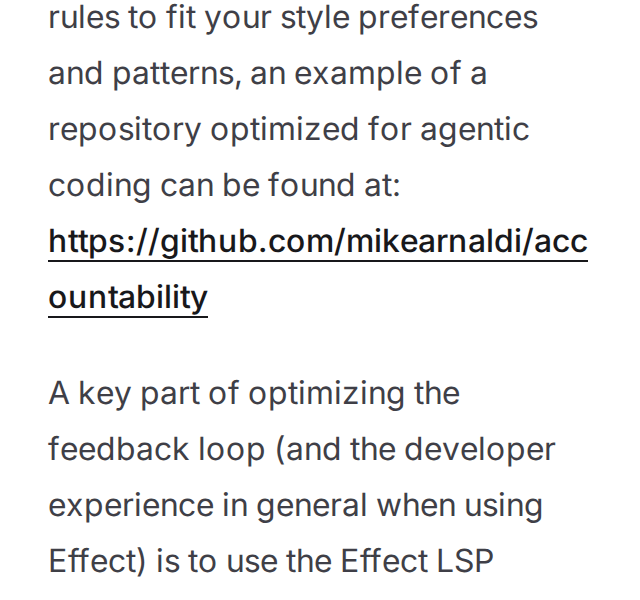 rules to fit your style preferences
and patterns, an example of a
repository optimized for agentic
coding can be found at:
https://github.com/mikearnaldi/acc
ountability
A key part of optimizing the
feedback loop (and the developer
experience in general when using
Effect) is to use the Effect LSP